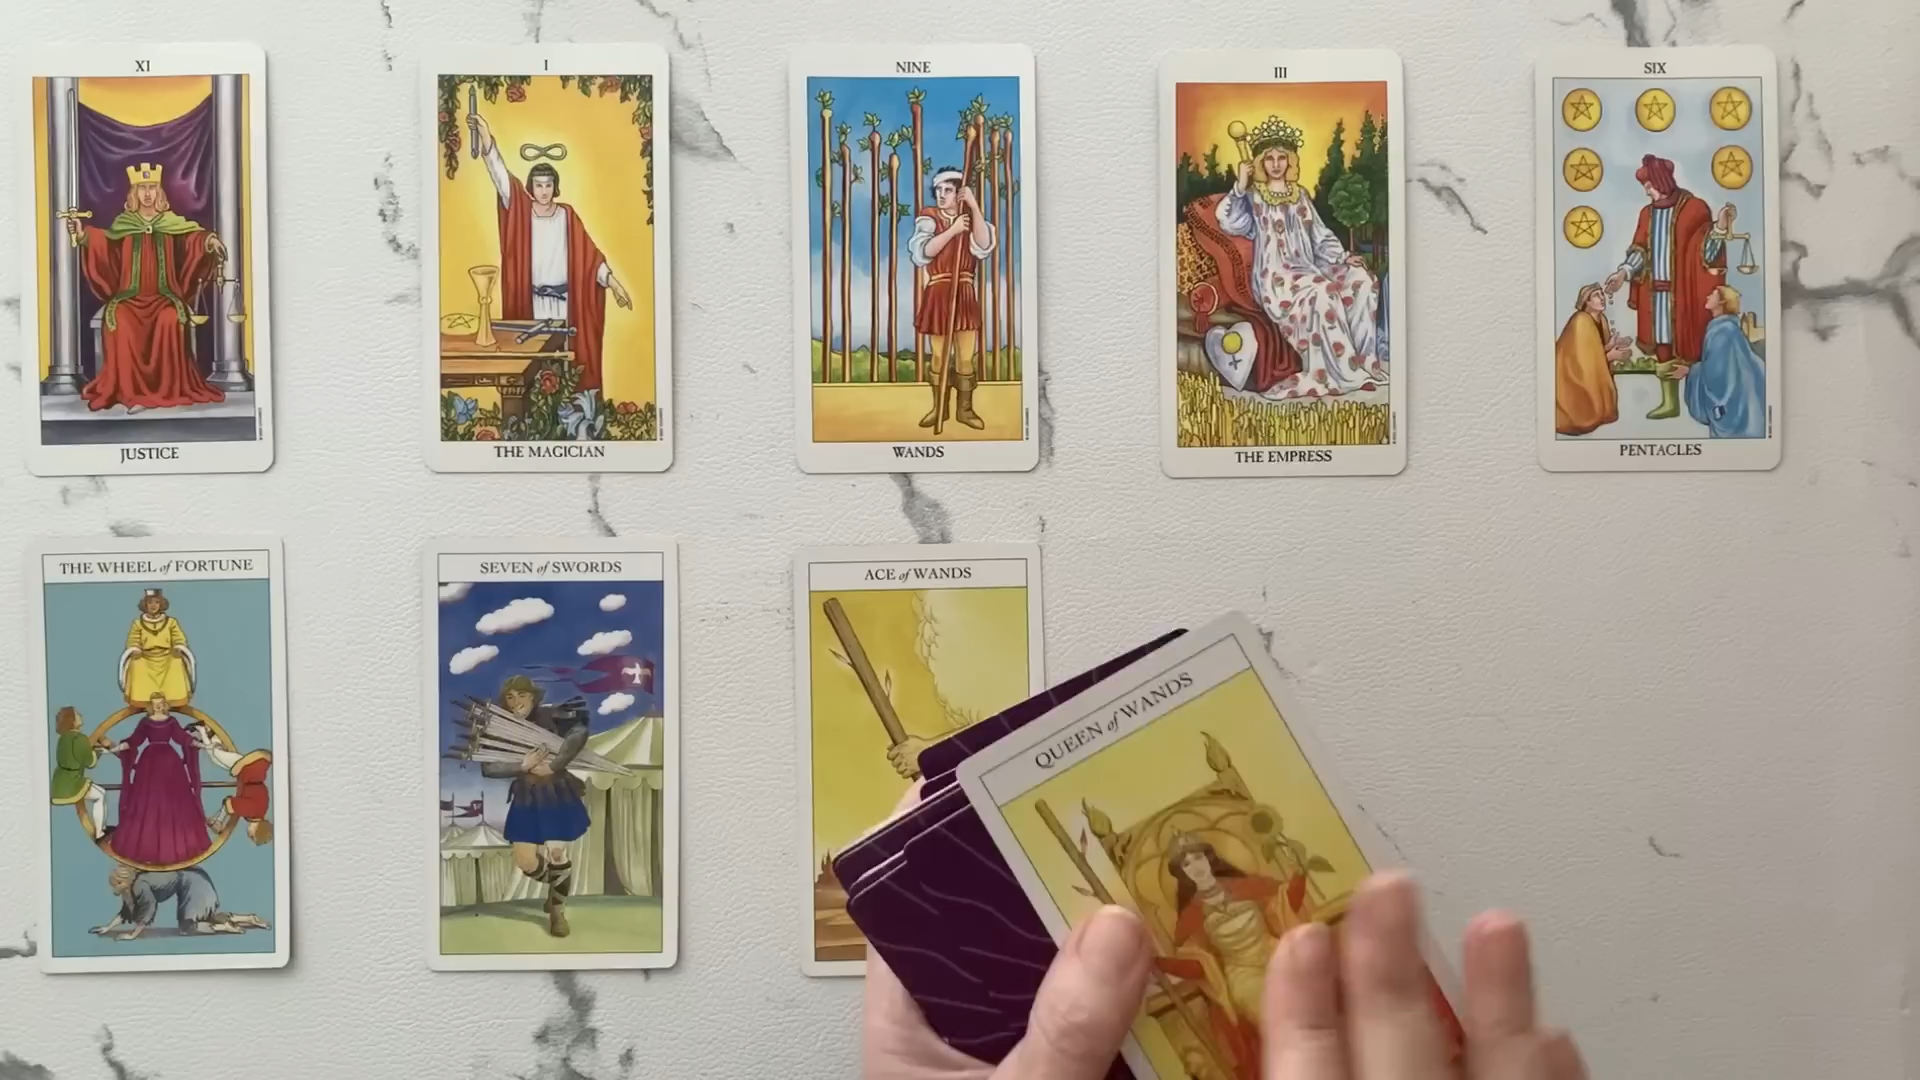 XI
JUSTICE
I
THE MAGICIAN
NINE
WANDS
III
THE EMPRESS
SIX
PENTACLES
THE WHEEL of FORTUNE
SEVEN of SWORDS
ACE of WANDS
QUEEN of WANDS